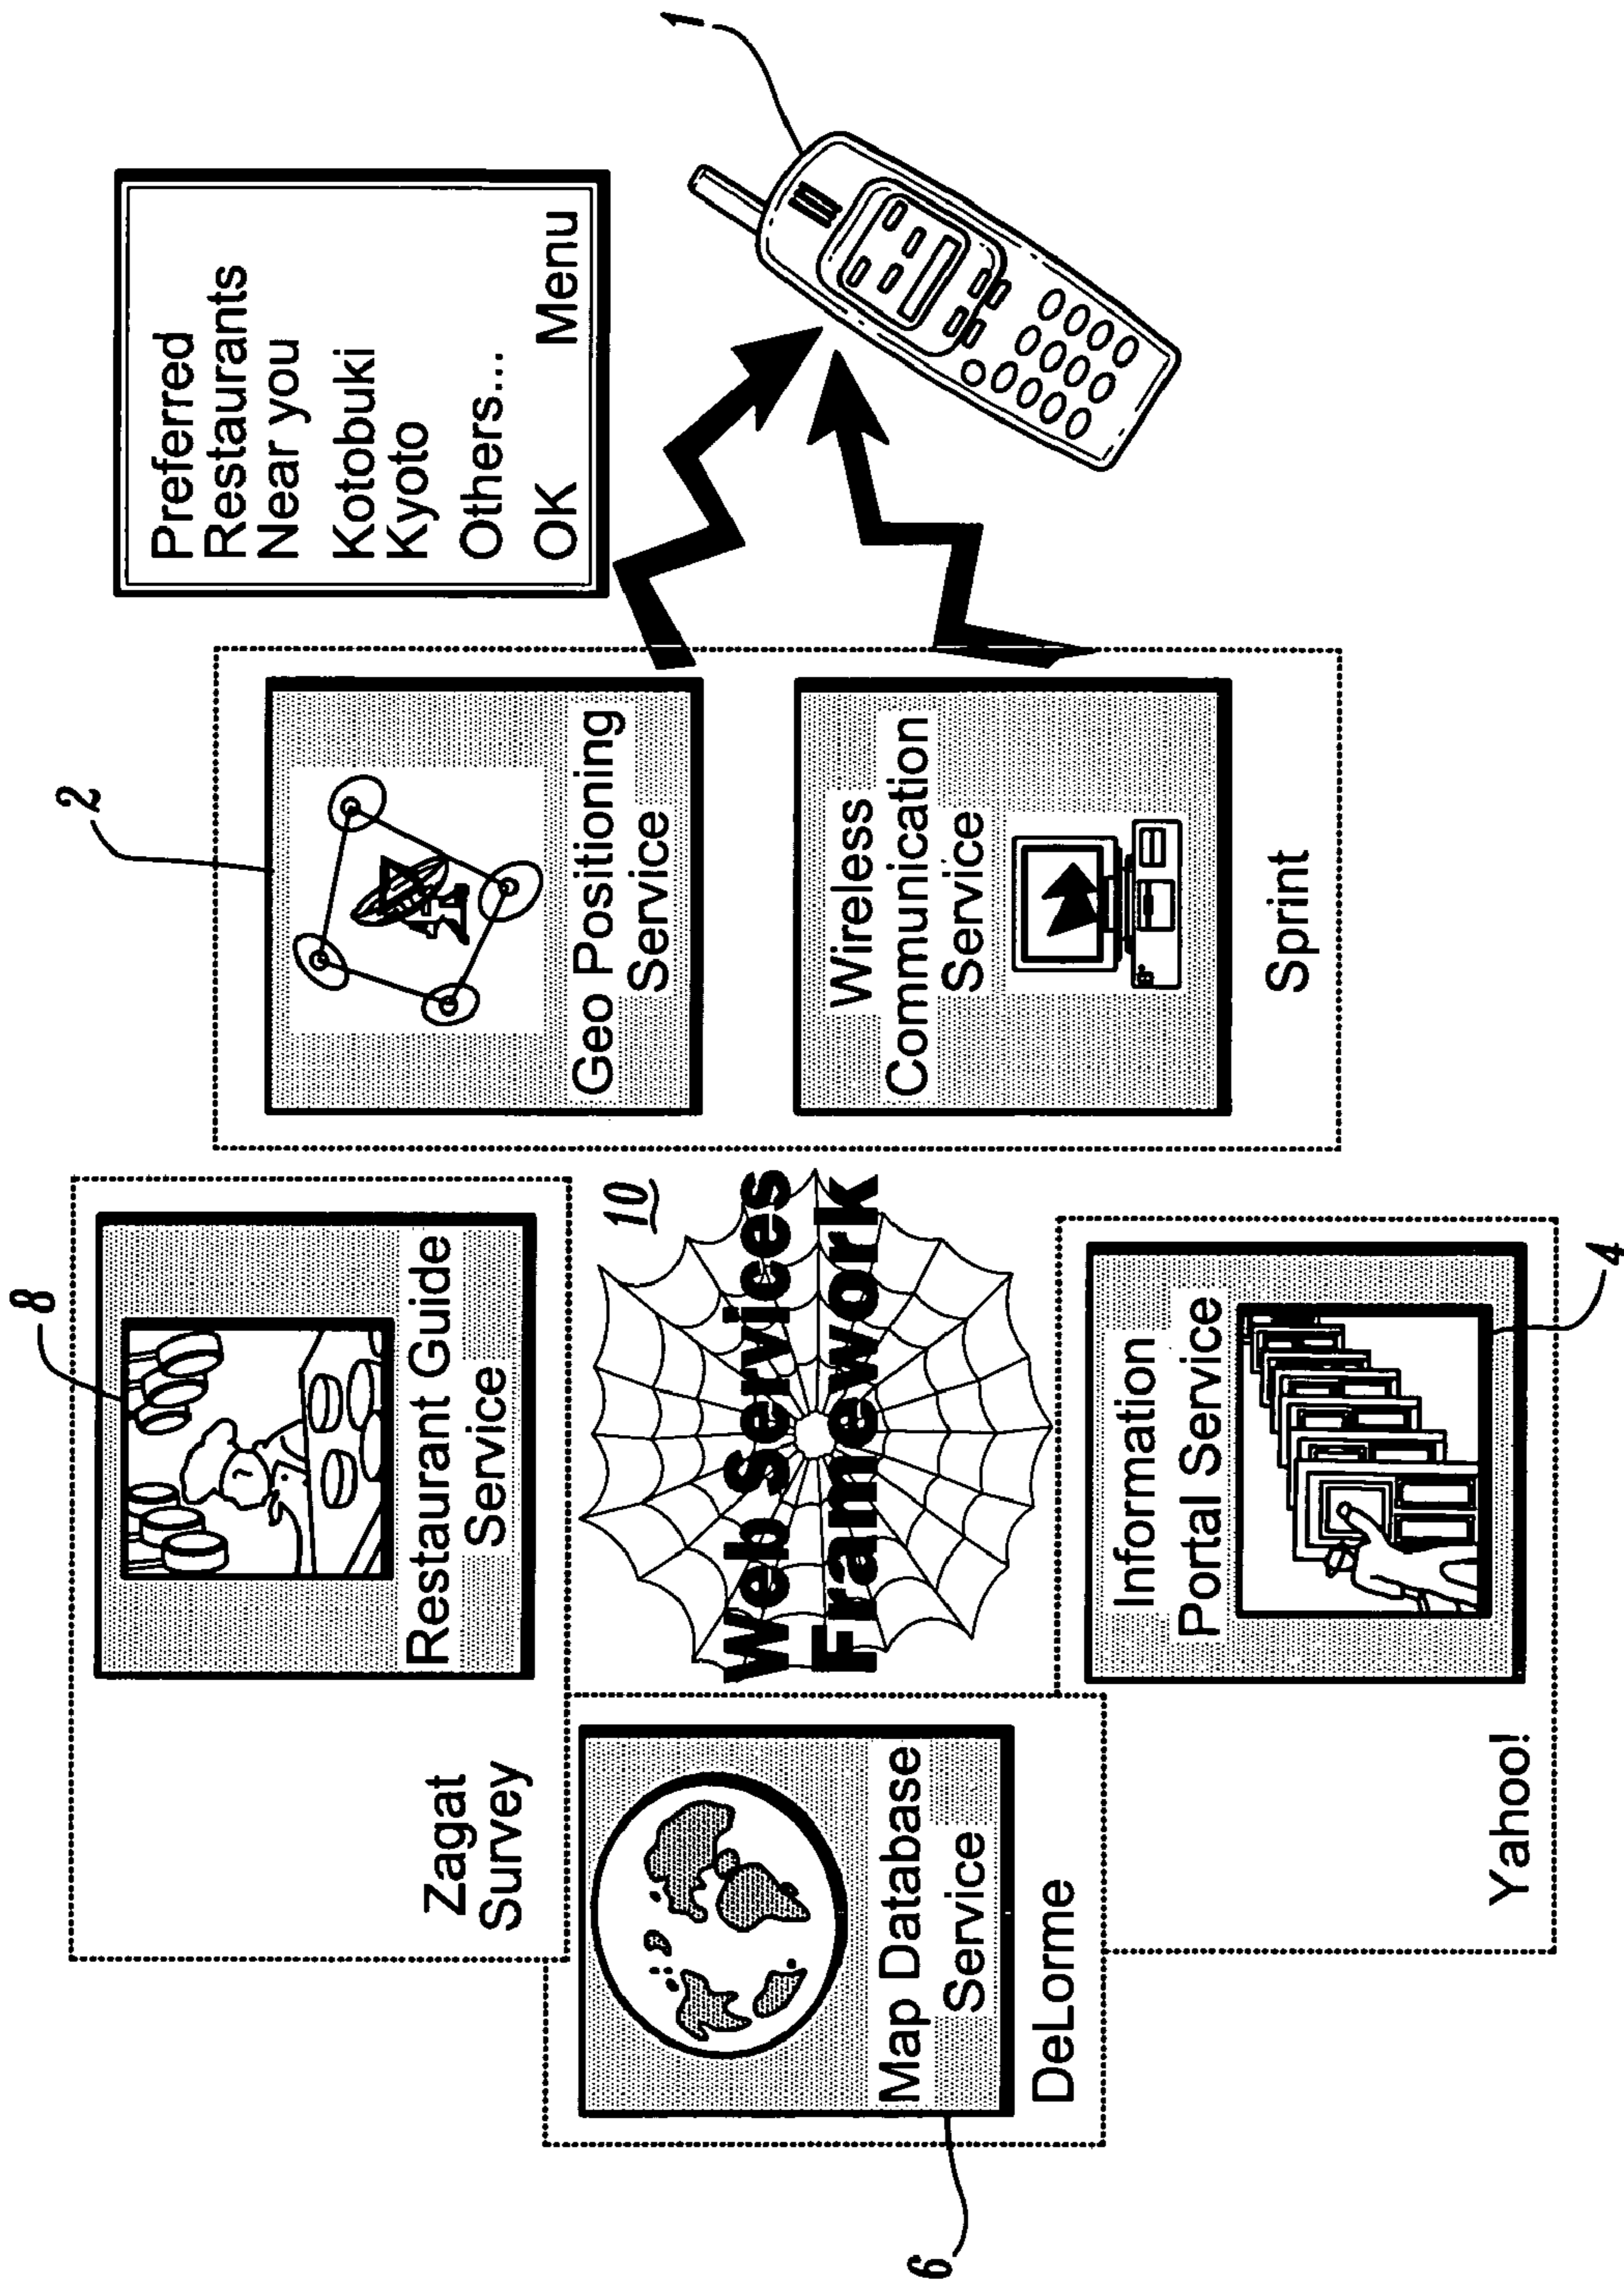 8
Zagat
Survey
Restaurant Guide
Service
2
Geo Positioning
Service
Preferred
Restaurants
Near you
Kotobuki
Kyoto
Others...
OK Menu
1
6
Map Database
Service
DeLorme
10
Web Services
Framework
Wireless
Communication
Service
Sprint
Information
Portal Service
4
Yahoo!